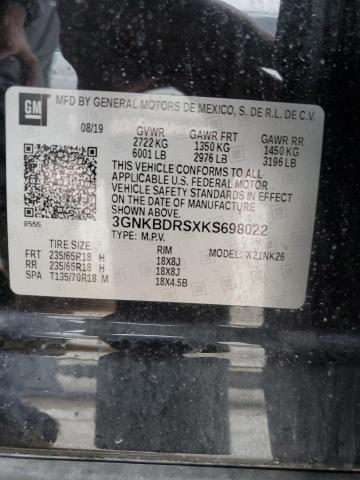 GM
MFD BY GENERAL MOTORS DE MEXICO, S. DE R.L. DE C.V.
08/19 GVWR GAWR FRT GAWR RR
2722 KG 1350 KG 1450 KG
6001 LB 2976 LB 3196 LB
THIS VEHICLE CONFORMS TO ALL
APPLICABLE U.S. FEDERAL MOTOR
VEHICLE SAFETY STANDARDS IN EFFECT
ON THE DATE OF MANUFACTURE
SHOWN ABOVE.
8555 3GNKBDRSXKS698022
TYPE: M.P.V.
TIRE SIZE RIM MODEL: X21NK26
FRT 235/65R18 H 18X8J
RR 235/65R18 H 18X8J
SPA T135/70R18 M 18X4.5B